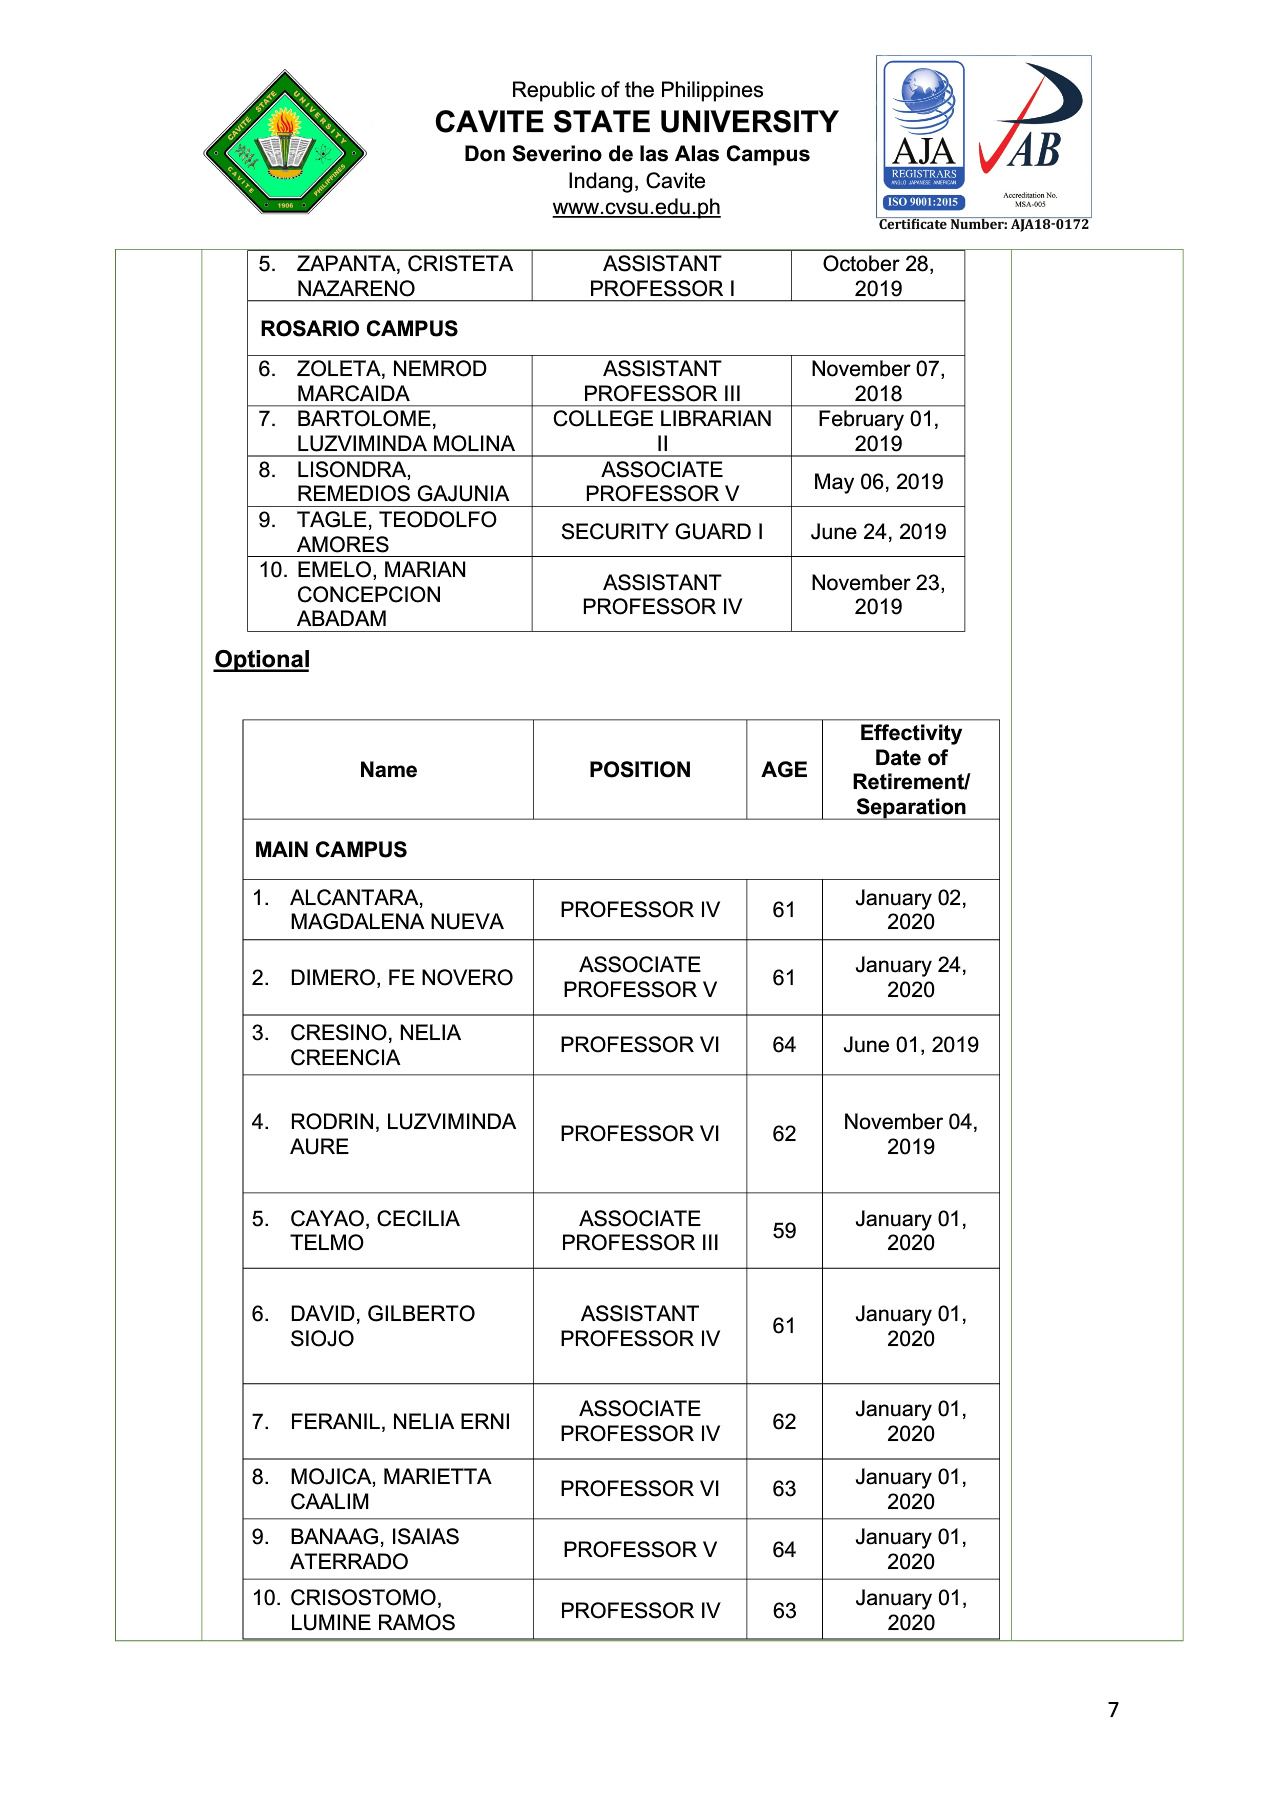 CAVITE STATE UNIVERSITY
CAVITE
PHILIPPINES
1906
Republic of the Philippines
CAVITE STATE UNIVERSITY
Don Severino de las Alas Campus
Indang, Cavite
www.cvsu.edu.ph
AJA
REGISTRARS
ANGLO JAPANESE AMERICAN
ISO 9001:2015
PAB
Accreditation No.
MSA-005
Certificate Number: AJA18-0172
5. ZAPANTA, CRISTETA
NAZARENO
ASSISTANT
PROFESSOR I
October 28,
2019
ROSARIO CAMPUS
6. ZOLETA, NEMROD
MARCAIDA
ASSISTANT
PROFESSOR III
November 07,
2018
7. BARTOLOME,
LUZVIMINDA MOLINA
COLLEGE LIBRARIAN
II
February 01,
2019
8. LISONDRA,
REMEDIOS GAJUNIA
ASSOCIATE
PROFESSOR V
May 06, 2019
9. TAGLE, TEODOLFO
AMORES
SECURITY GUARD I
June 24, 2019
10. EMELO, MARIAN
CONCEPCION
ABADAM
ASSISTANT
PROFESSOR IV
November 23,
2019
Optional
Name
POSITION
AGE
Effectivity
Date of
Retirement/
Separation
MAIN CAMPUS
1. ALCANTARA,
MAGDALENA NUEVA
PROFESSOR IV
61
January 02,
2020
2. DIMERO, FE NOVERO
ASSOCIATE
PROFESSOR V
61
January 24,
2020
3. CRESINO, NELIA
CREENCIA
PROFESSOR VI
64
June 01, 2019
4. RODRIN, LUZVIMINDA
AURE
PROFESSOR VI
62
November 04,
2019
5. CAYAO, CECILIA
TELMO
ASSOCIATE
PROFESSOR III
59
January 01,
2020
6. DAVID, GILBERTO
SIOJO
ASSISTANT
PROFESSOR IV
61
January 01,
2020
7. FERANIL, NELIA ERNI
ASSOCIATE
PROFESSOR IV
62
January 01,
2020
8. MOJICA, MARIETTA
CAALIM
PROFESSOR VI
63
January 01,
2020
9. BANAAG, ISAIAS
ATERRADO
PROFESSOR V
64
January 01,
2020
10. CRISOSTOMO,
LUMINE RAMOS
PROFESSOR IV
63
January 01,
2020
7